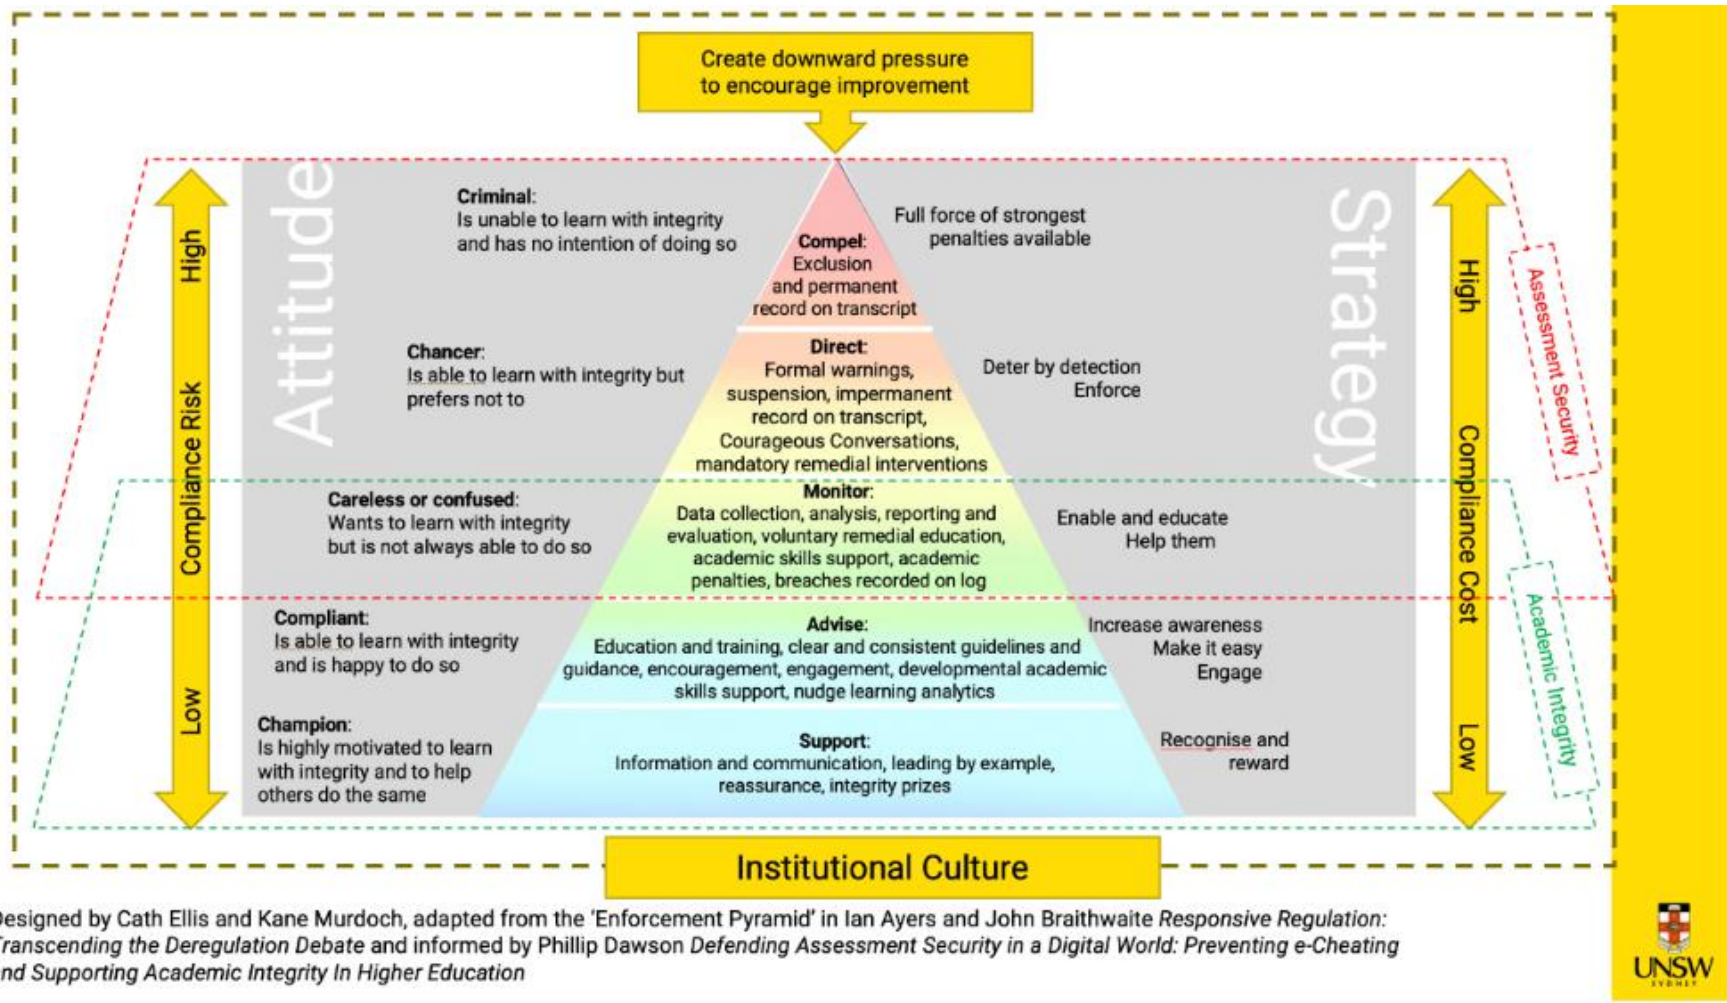 Create downward pressure
to encourage improvement
Attitude
Strategy
High
Compliance Risk
Low
High
Compliance Cost
Low
Assessment Security
Academic Integrity
Criminal:
Is unable to learn with integrity
and has no intention of doing so
Compel:
Exclusion
and permanent
record on transcript
Full force of strongest
penalties available
Chancer:
Is able to learn with integrity but
prefers not to
Direct:
Formal warnings,
suspension, impermanent
record on transcript,
Courageous Conversations,
mandatory remedial interventions
Deter by detection
Enforce
Careless or confused:
Wants to learn with integrity
but is not always able to do so
Monitor:
Data collection, analysis, reporting and
evaluation, voluntary remedial education,
academic skills support, academic
penalties, breaches recorded on log
Enable and educate
Help them
Compliant:
Is able to learn with integrity
and is happy to do so
Advise:
Education and training, clear and consistent guidelines and
guidance, encouragement, engagement, developmental academic
skills support, nudge learning analytics
Increase awareness
Make it easy
Engage
Champion:
Is highly motivated to learn
with integrity and to help
others do the same
Support:
Information and communication, leading by example,
reassurance, integrity prizes
Recognise and
reward
Institutional Culture
Designed by Cath Ellis and Kane Murdoch, adapted from the 'Enforcement Pyramid' in Ian Ayers and John Braithwaite Responsive Regulation:
Transcending the Deregulation Debate and informed by Phillip Dawson Defending Assessment Security in a Digital World: Preventing e-Cheating
and Supporting Academic Integrity In Higher Education
UNSW
SYDNEY